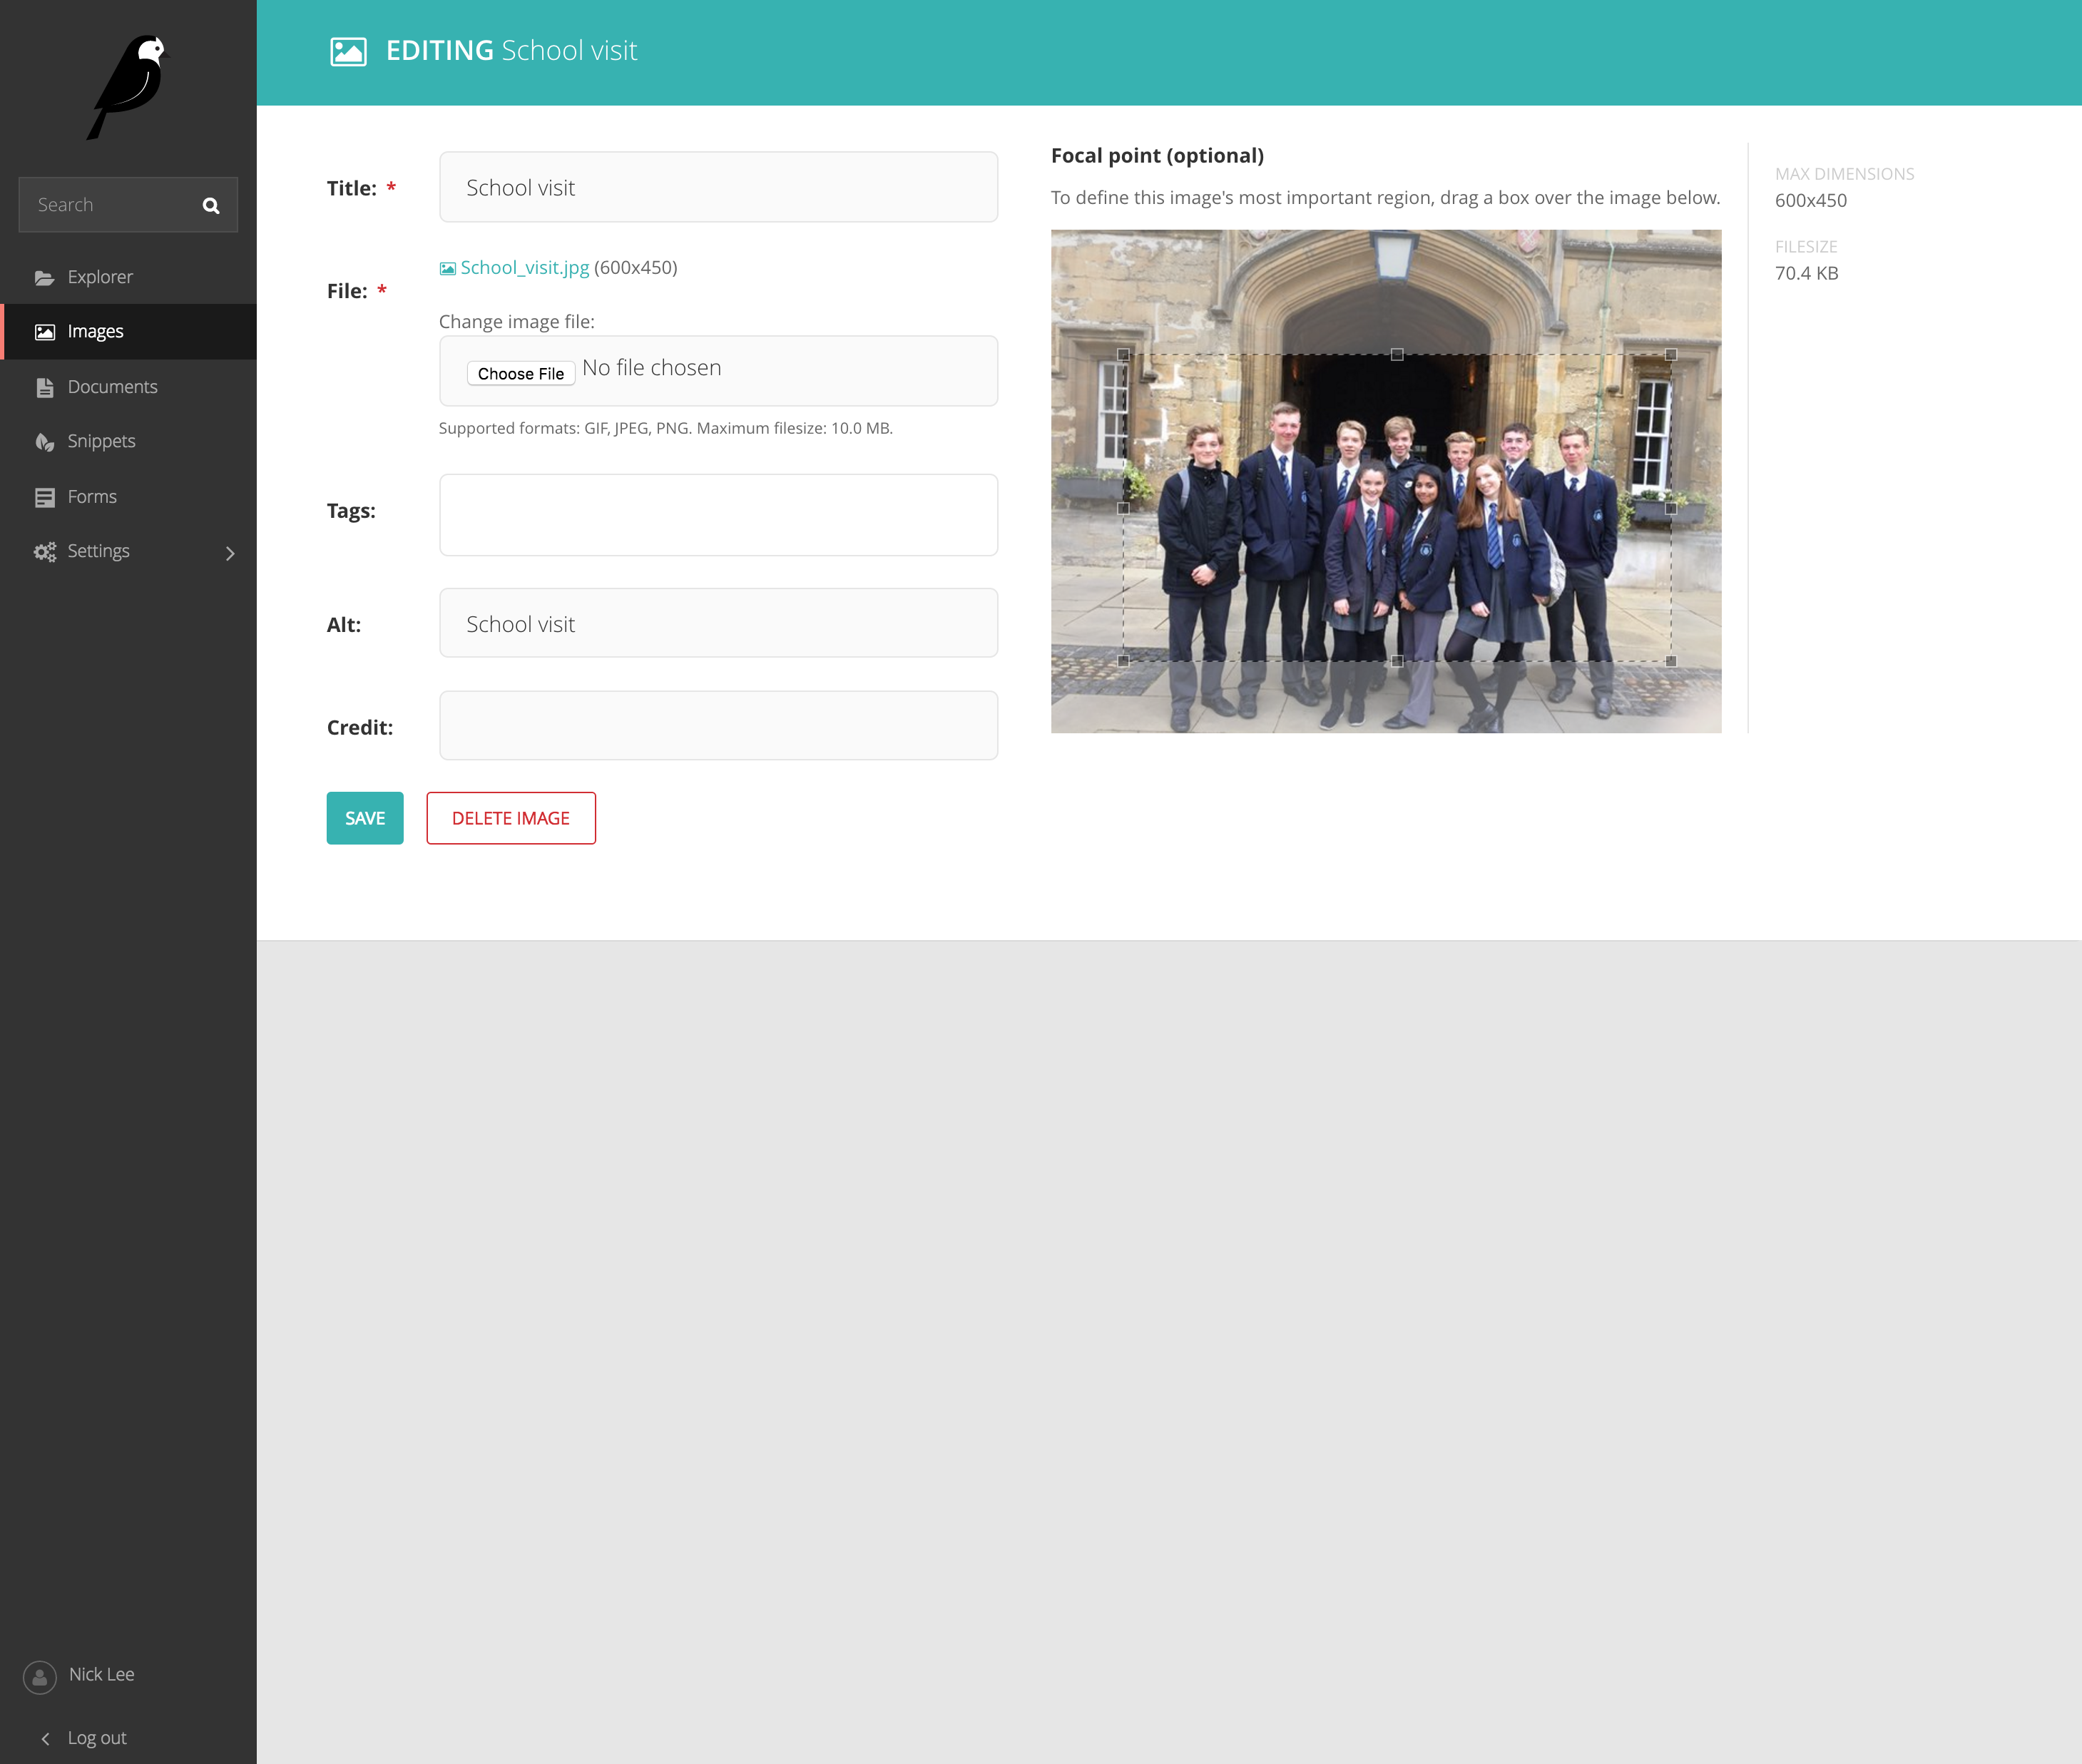 EDITING School visit
Search
Explorer
Images
Documents
Snippets
Forms
Settings
Nick Lee
Log out
Title: *
School visit
File: *
School_visit.jpg (600x450)
Change image file:
Choose File No file chosen
Supported formats: GIF, JPEG, PNG. Maximum filesize: 10.0 MB.
Tags:
Alt:
School visit
Credit:
SAVE
DELETE IMAGE
Focal point (optional)
To define this image's most important region, drag a box over the image below.
MAX DIMENSIONS
600x450
FILESIZE
70.4 KB